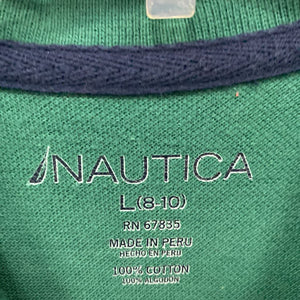 NAUTICA
L(8-10)
RN 67835
MADE IN PERU
HECHO EN PERU
100% COTTON
100% ALGODON